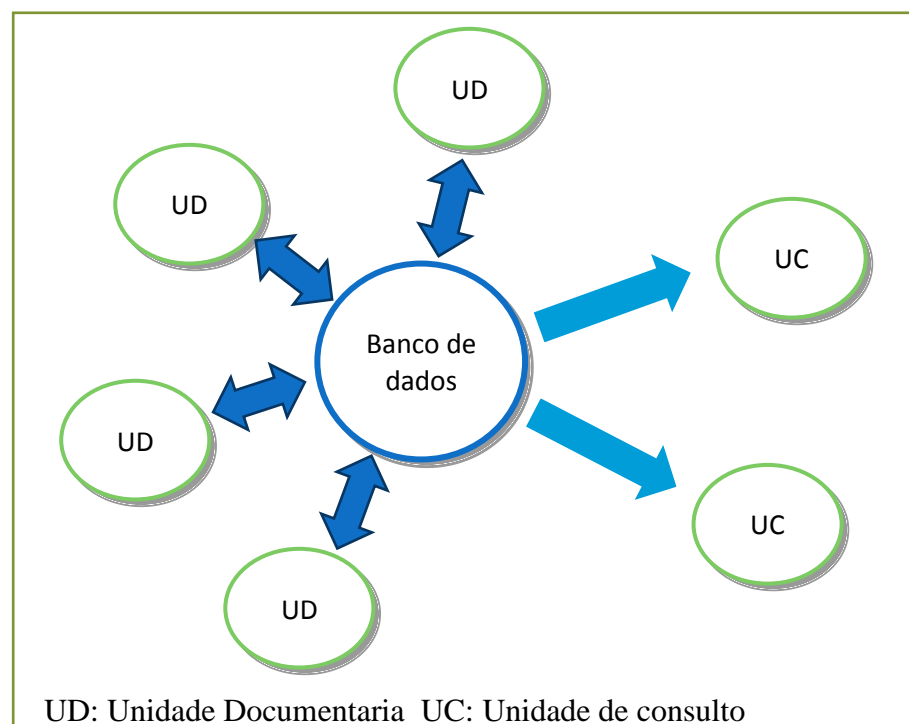 UD
UD
UC
Banco de
dados
UD
UC
UD
UD: Unidade Documentaria UC: Unidade de consulto